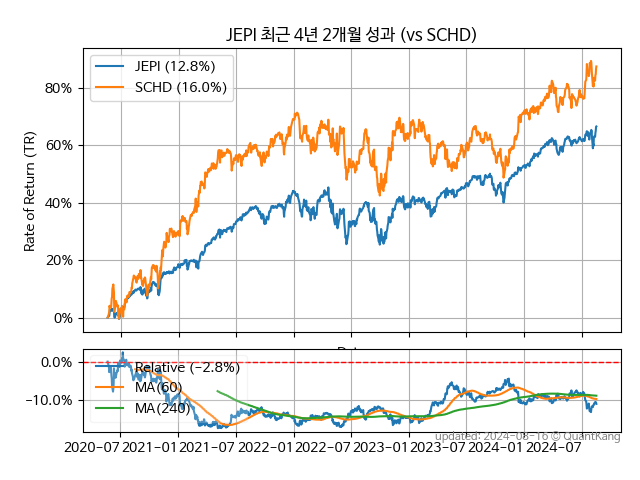 JEPI 최근 4년 2개월 성과 (vs SCHD)
JEPI (12.8%)
SCHD (16.0%)
80%
60%
40%
20%
0%
Rate of Return (TR)
Relative (−2.8%)
MA(60)
MA(240)
0.0%
−10.0%
updated: 2024-08-16 © QuantKang
2020-07 2021-01 2021-07 2022-01 2022-07 2023-01 2023-07 2024-01 2024-07